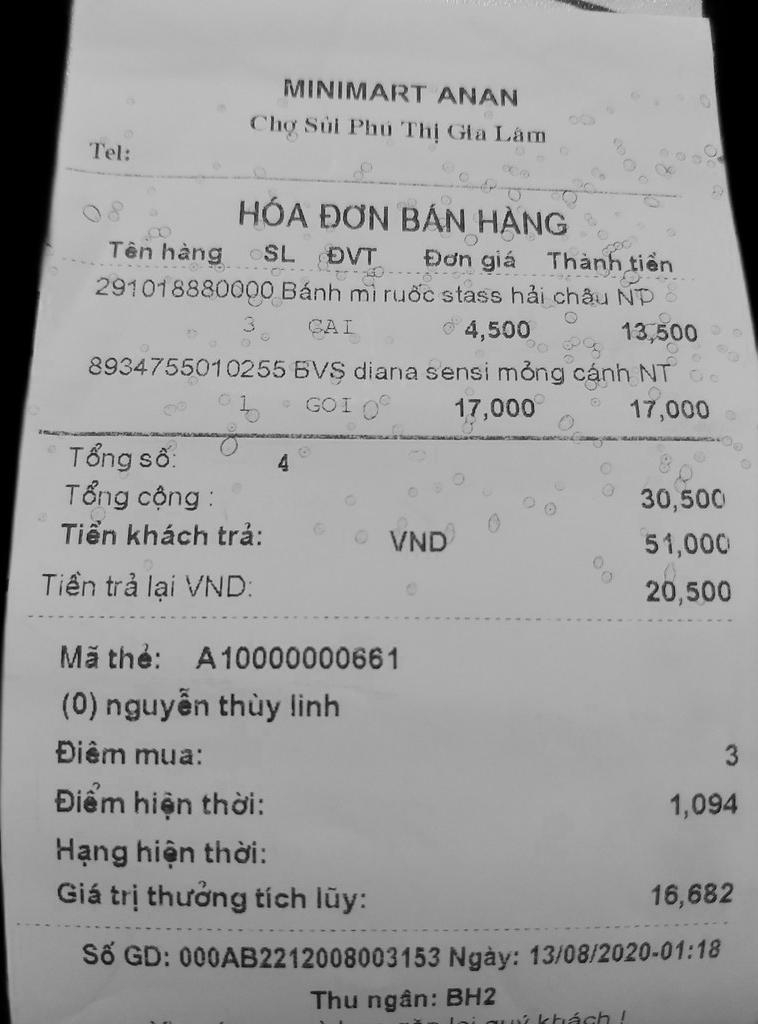 MINIMART ANAN
Chợ Sủi Phú Thị Gia Lâm
Tel:
HÓA ĐƠN BÁN HÀNG
Tên hàng SL ĐVT Đơn giá Thành tiền
291018880000 Bánh mì ruốc stass hải châu NT
3 CAI 4,500 13,500
8934755010255 BVS diana sensi mỏng cánh NT
1 GOI 17,000 17,000
Tổng số: 4
Tổng cộng : 30,500
Tiền khách trả: VND 51,000
Tiền trả lại VND: 20,500
Mã thẻ: A10000000661
(0) nguyễn thùy linh
Điểm mua: 3
Điểm hiện thời: 1,094
Hạng hiện thời:
Giá trị thưởng tích lũy: 16,682
Số GD: 000AB2212008003153 Ngày: 13/08/2020-01:18
Thu ngân: BH2
lại quý khách !